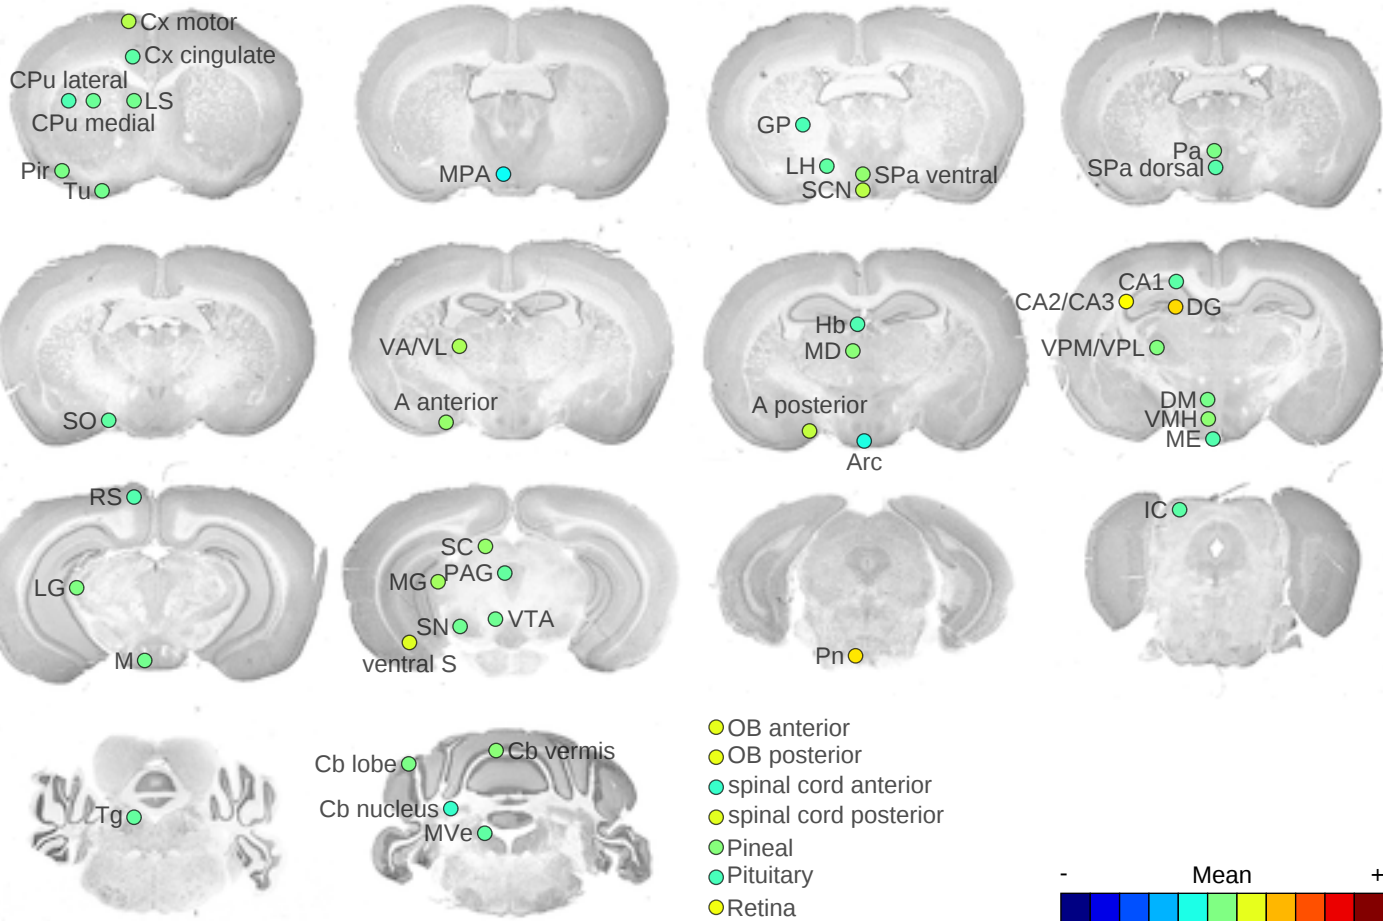 Cx motor
Cx cingulate
CPu lateral
LS
CPu medial
Pir
Tu
MPA
GP
LH
SPa ventral
SCN
Pa
SPa dorsal
SO
VA/VL
A anterior
Hb
MD
A posterior
Arc
CA1
CA2/CA3
DG
VPM/VPL
DM
VMH
ME
RS
LG
M
SC
MG
PAG
SN
VTA
ventral S
Pn
IC
Tg
Cb lobe
Cb vermis
Cb nucleus
MVe
OB anterior
OB posterior
spinal cord anterior
spinal cord posterior
Pineal
Pituitary
Retina
- Mean +